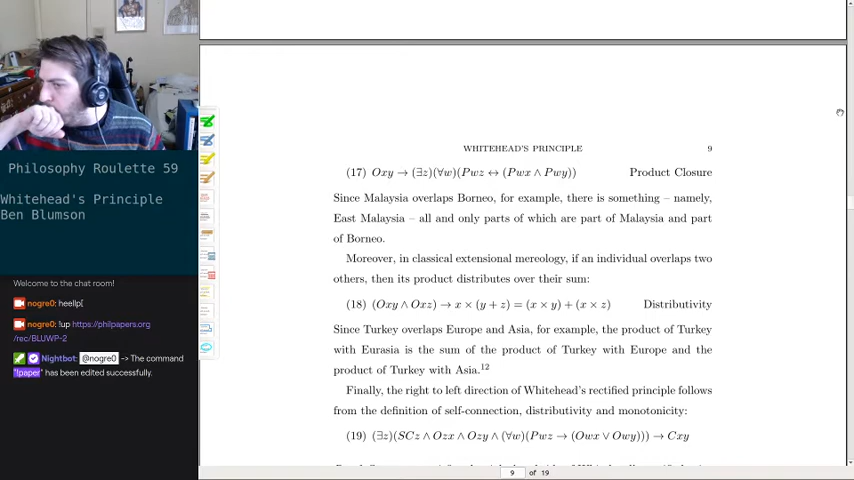 Philosophy Roulette 59
Whitehead's Principle
Ben Blumson
Welcome to the chat room!
nogre0: heellp[
nogre0: !up https://philpapers.org
/rec/BLUWP-2
Nightbot: @nogre0 -> The command
"!paper" has been edited successfully.
WHITEHEAD'S PRINCIPLE 9
(17) Oxy → (∃z)(∀w)(Pwz ↔ (Pwx ∧ Pwy)) Product Closure
Since Malaysia overlaps Borneo, for example, there is something – namely,
East Malaysia – all and only parts of which are part of Malaysia and part
of Borneo.
Moreover, in classical extensional mereology, if an individual overlaps two
others, then its product distributes over their sum:
(18) (Oxy ∧ Oxz) → x × (y + z) = (x × y) + (x × z) Distributivity
Since Turkey overlaps Europe and Asia, for example, the product of Turkey
with Eurasia is the sum of the product of Turkey with Europe and the
product of Turkey with Asia.12
Finally, the right to left direction of Whitehead's rectified principle follows
from the definition of self-connection, distributivity and monotonicity:
(19) (∃z)(SCz ∧ Ozx ∧ Ozy ∧ (∀w)(Pwz → (Owx ∨ Owy))) → Cxy
9 of 19